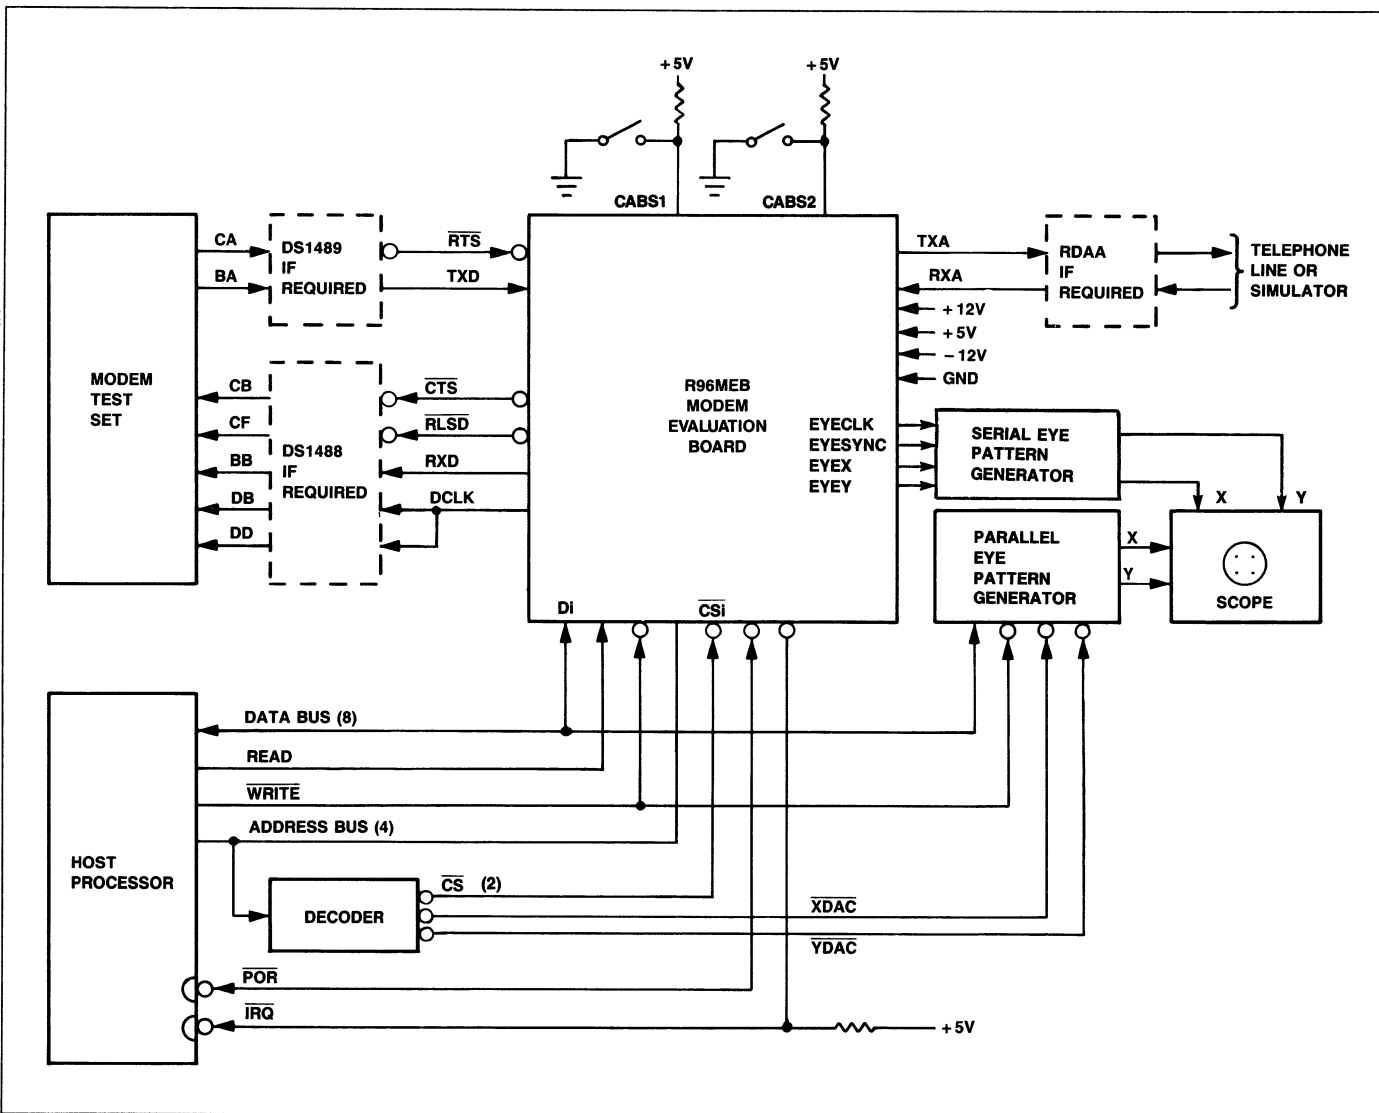 +5V
+5V
CABS1
CABS2
CA
BA
DS1489
IF
REQUIRED
RTS
TXD
TXA
RXA
RDAA
IF
REQUIRED
TELEPHONE
LINE OR
SIMULATOR
+12V
+5V
−12V
GND
MODEM
TEST
SET
CB
CF
BB
DB
DD
DS1488
IF
REQUIRED
CTS
RLSD
RXD
DCLK
R96MEB
MODEM
EVALUATION
BOARD
EYECLK
EYESYNC
EYEX
EYEY
SERIAL EYE
PATTERN
GENERATOR
X
Y
PARALLEL
EYE
PATTERN
GENERATOR
X
Y
SCOPE
Di
CSi
DATA BUS (8)
READ
WRITE
ADDRESS BUS (4)
HOST
PROCESSOR
DECODER
CS (2)
XDAC
YDAC
POR
IRQ
+5V